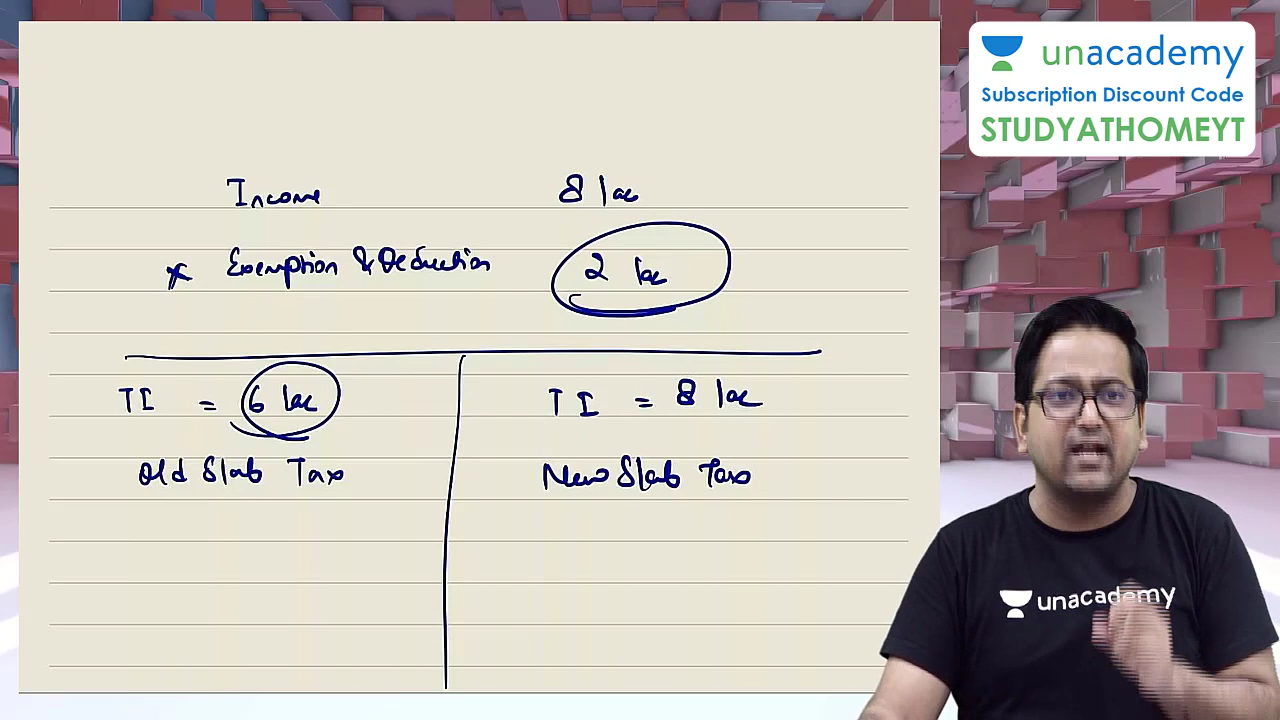 unacademy
Subscription Discount Code
STUDYATHOMEYT
Income 8 lac
* Exemption & Deduction 2 lac
TI = 6 lac
Old Slab Tax
TI = 8 lac
New Slab Tax
unacademy